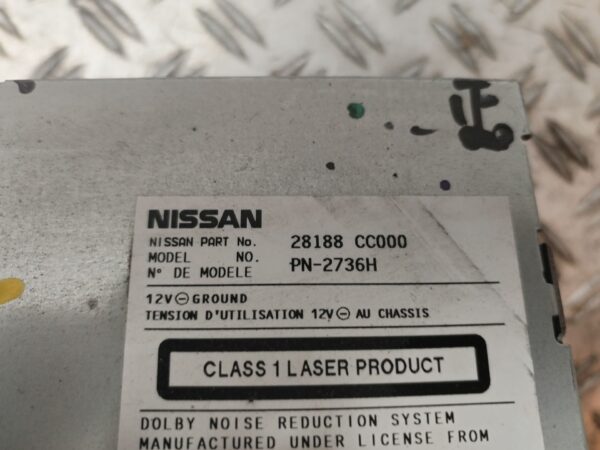 正
NISSAN
NISSAN PART No. 28188 CC000
MODEL NO. PN-2736H
N° DE MODELE
12V⊖GROUND
TENSION D'UTILISATION 12V⊖ AU CHASSIS
CLASS 1 LASER PRODUCT
DOLBY NOISE REDUCTION SYSTEM
MANUFACTURED UNDER LICENSE FROM